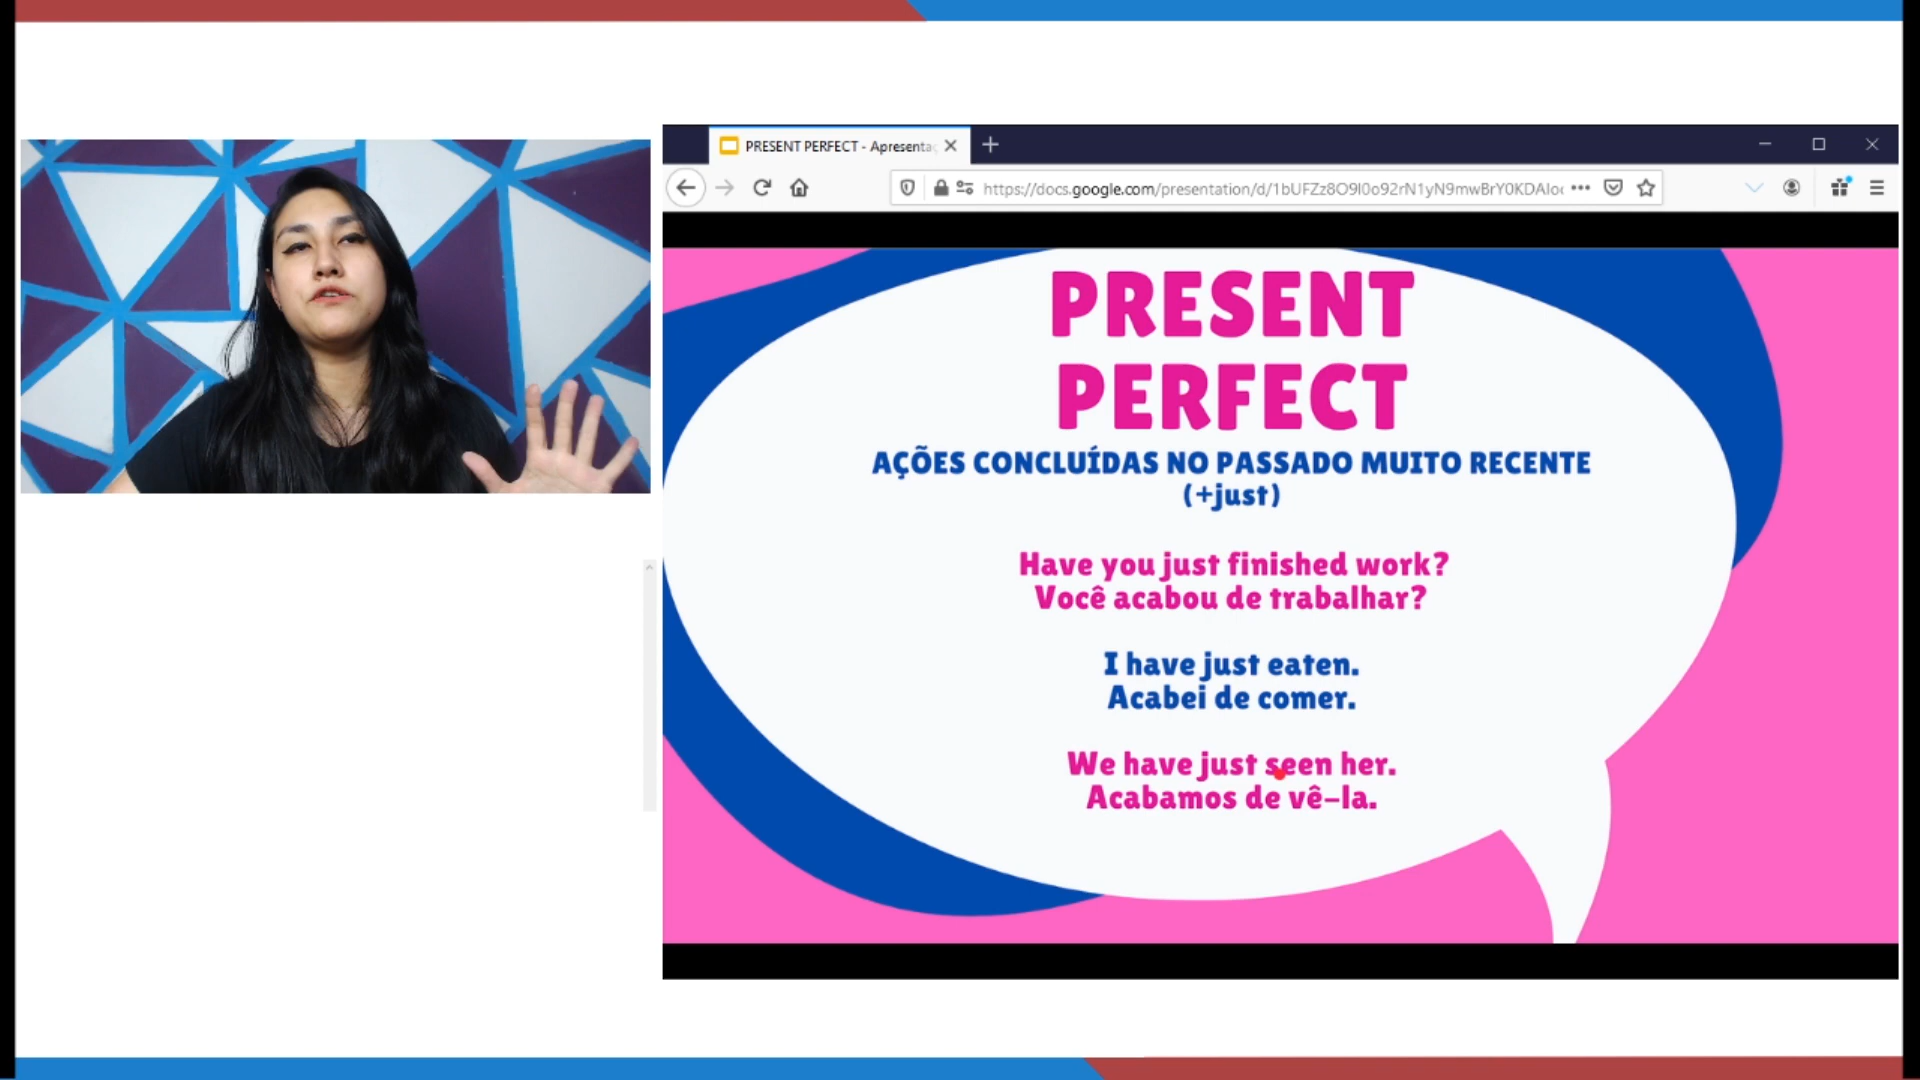 PRESENT PERFECT - Apresenta
https://docs.google.com/presentation/d/1bUFZz8O9l0o92rN1yN9mwBrY0KDAlo
PRESENT
PERFECT
AÇÕES CONCLUÍDAS NO PASSADO MUITO RECENTE
(+just)
Have you just finished work?
Você acabou de trabalhar?
I have just eaten.
Acabei de comer.
We have just seen her.
Acabamos de vê-la.